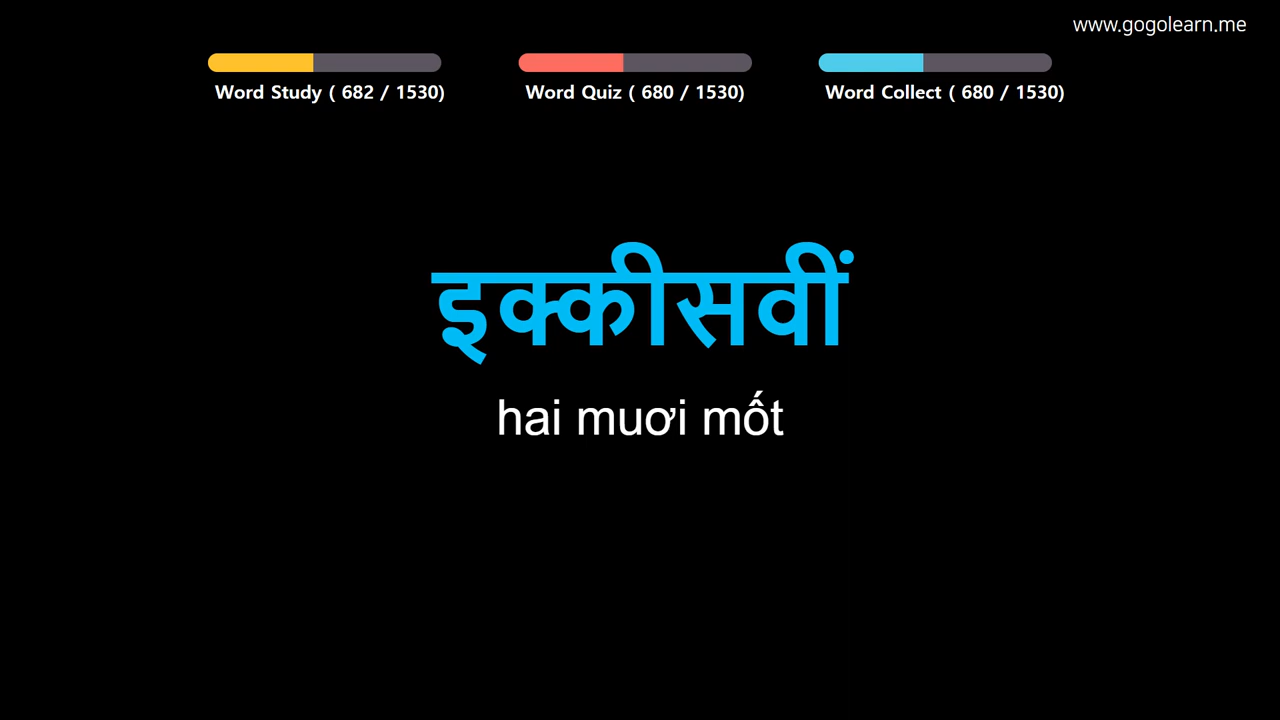 www.gogolearn.me
Word Study ( 682 / 1530)
Word Quiz ( 680 / 1530)
Word Collect ( 680 / 1530)
इक्कीसवीं
hai muơi mốt